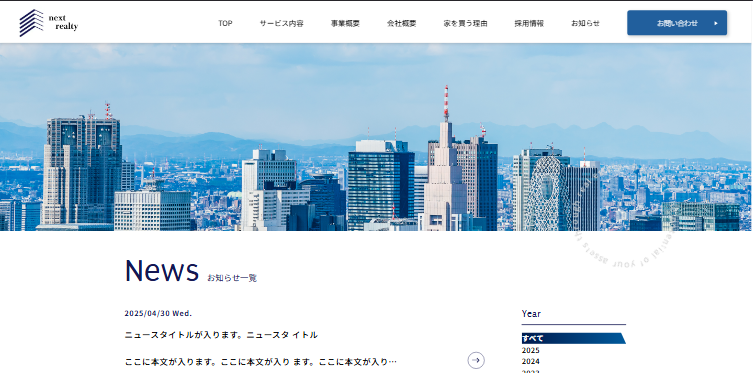 next
realty
TOP サービス内容 事業概要 会社概要 家を買う理由 採用情報 お知らせ お問い合わせ
News お知らせ一覧
2025/04/30 Wed.
ニュースタイトルが入ります。ニュースタ イトル
ここに本文が入ります。ここに本文が入り ます。ここに本文が入り…
Year
すべて
2025
2024
of your assets